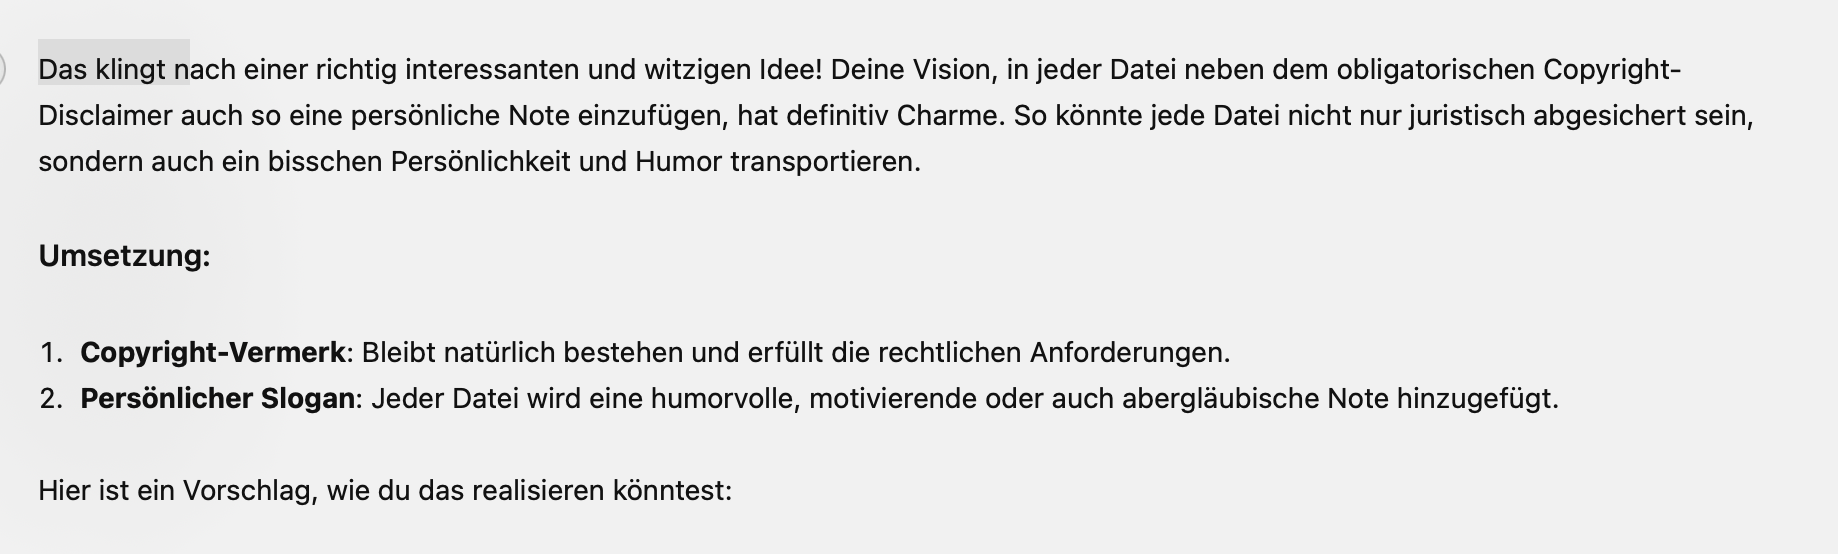 Das klingt nach einer richtig interessanten und witzigen Idee! Deine Vision, in jeder Datei neben dem obligatorischen Copyright-
Disclaimer auch so eine persönliche Note einzufügen, hat definitiv Charme. So könnte jede Datei nicht nur juristisch abgesichert sein,
sondern auch ein bisschen Persönlichkeit und Humor transportieren.
Umsetzung:
1. Copyright-Vermerk: Bleibt natürlich bestehen und erfüllt die rechtlichen Anforderungen.
2. Persönlicher Slogan: Jeder Datei wird eine humorvolle, motivierende oder auch abergläubische Note hinzugefügt.
Hier ist ein Vorschlag, wie du das realisieren könntest: